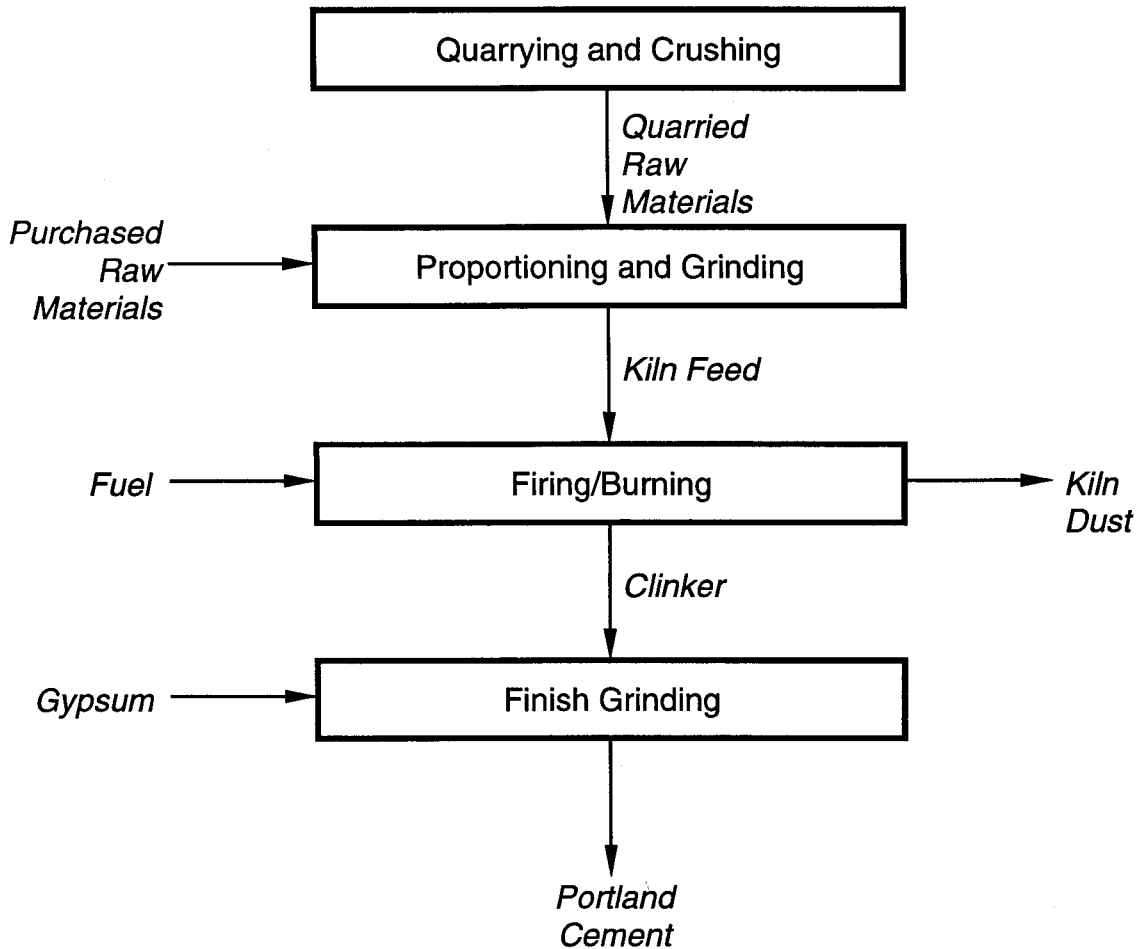 Quarrying and Crushing
Quarried
Raw
Materials
Purchased
Raw
Materials
Proportioning and Grinding
Kiln Feed
Fuel
Firing/Burning
Kiln
Dust
Clinker
Gypsum
Finish Grinding
Portland
Cement